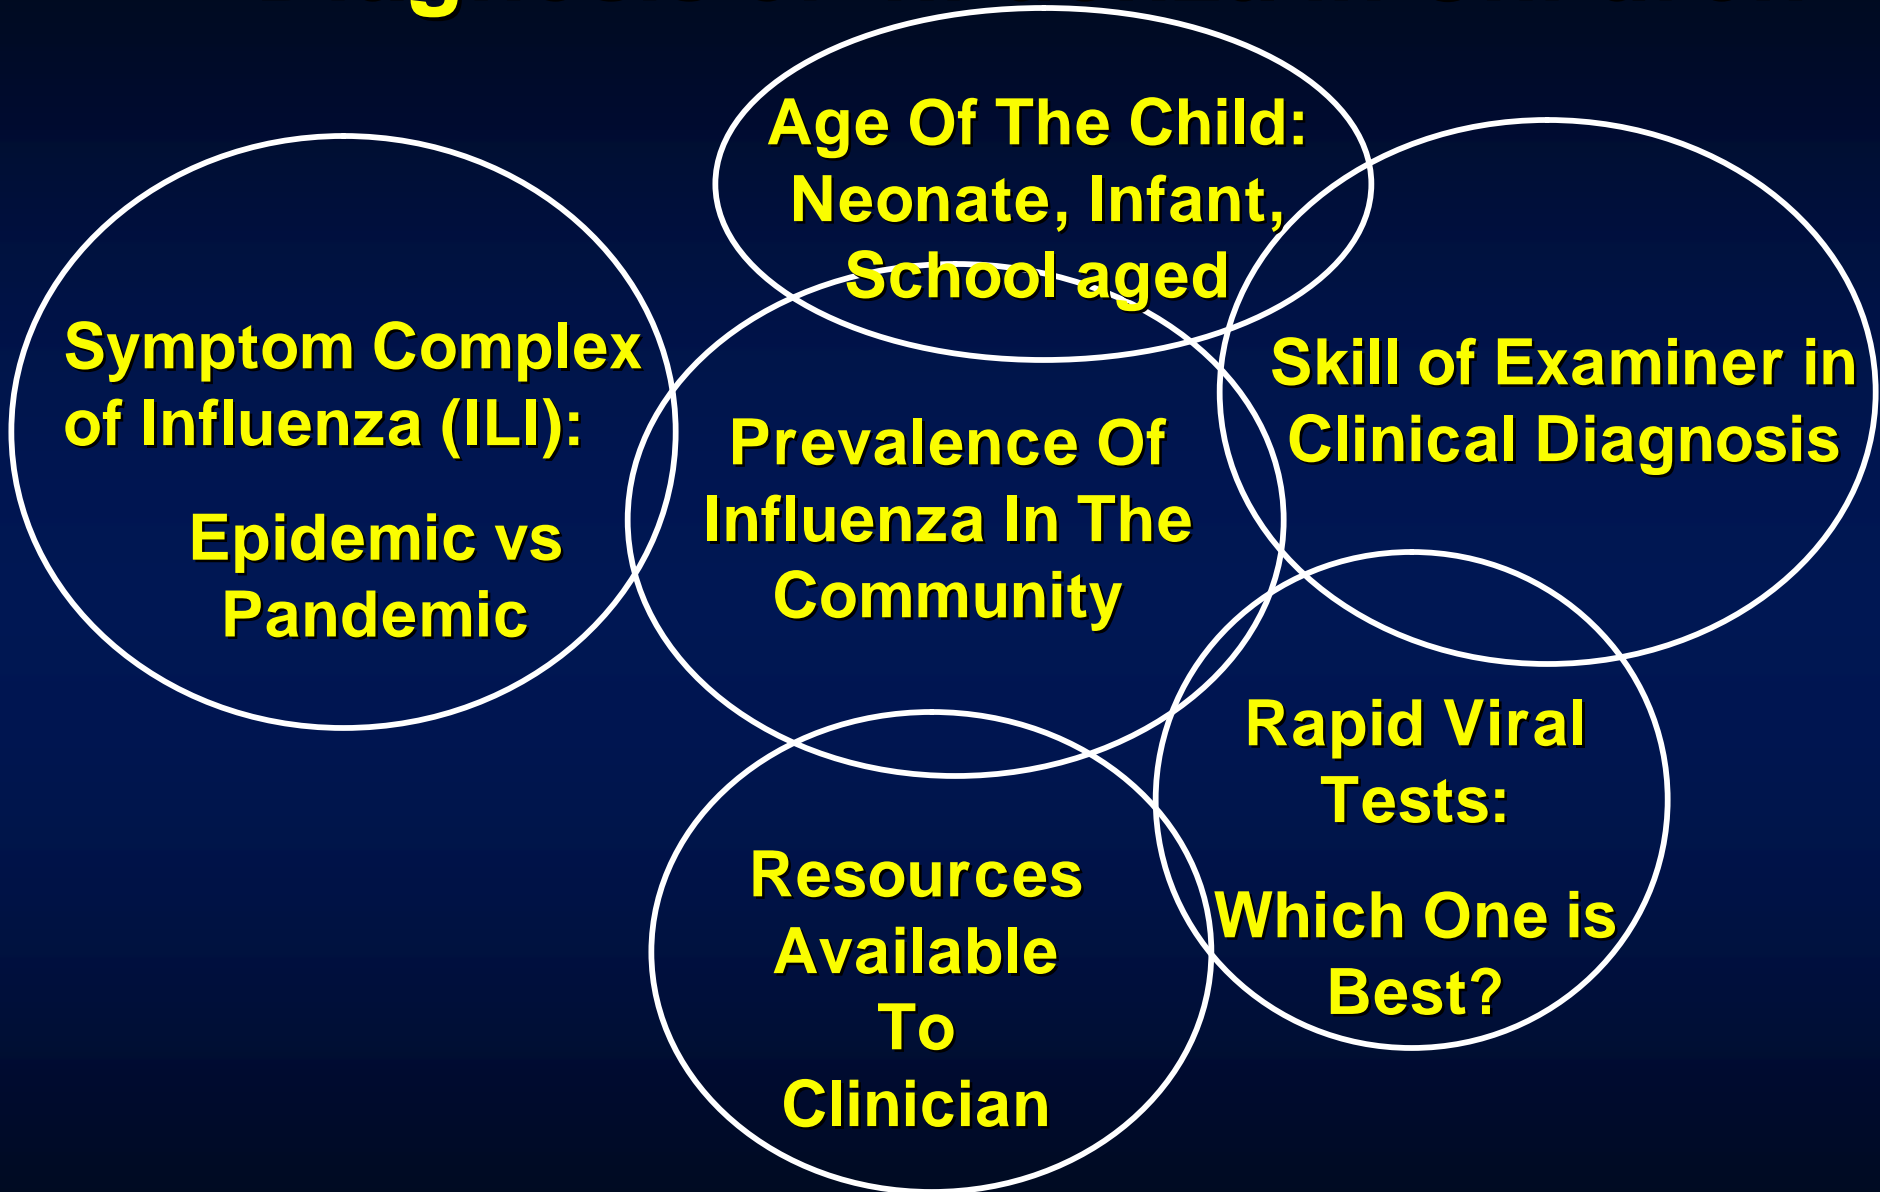 Age Of The Child:
Neonate, Infant,
School aged
Symptom Complex
of Influenza (ILI):
Epidemic vs
Pandemic
Prevalence Of
Influenza In The
Community
Skill of Examiner in
Clinical Diagnosis
Rapid Viral
Tests:
Which One is
Best?
Resources
Available
To
Clinician